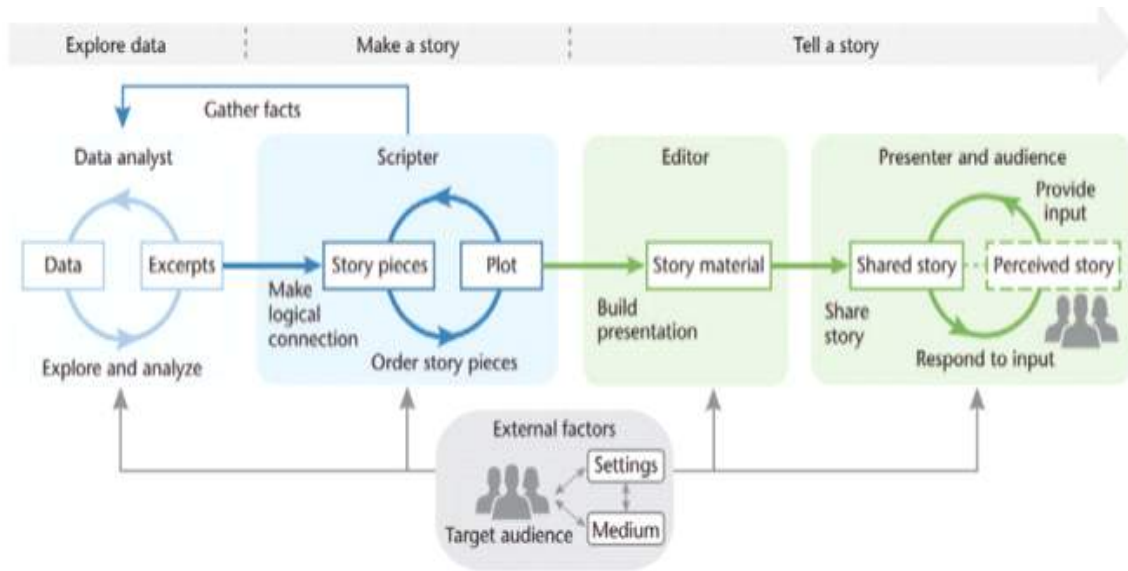 Explore data
Make a story
Tell a story
Gather facts
Data analyst
Scripter
Editor
Presenter and audience
Provide
input
Data
Excerpts
Story pieces
Plot
Story material
Shared story
Perceived story
Make
logical
connection
Build
presentation
Share
story
Explore and analyze
Order story pieces
Respond to input
External factors
Settings
Target audience
Medium